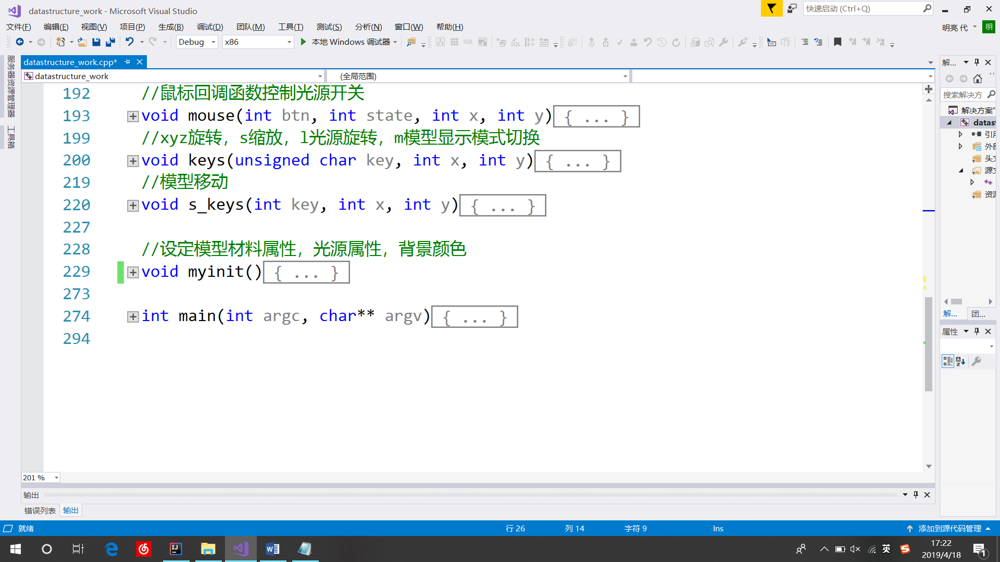 datastructure_work - Microsoft Visual Studio
快速启动 (Ctrl+Q)
文件(F) 编辑(E) 视图(V) 项目(P) 生成(B) 调试(D) 团队(M) 工具(T) 测试(S) 分析(N) 窗口(W) 帮助(H)
明亮 代 明
Debug x86 本地 Windows 调试器
服务器资源管理器
工具箱
datastructure_work.cpp*
datastructure_work (全局范围)
192 //鼠标回调函数控制光源开关
193 void mouse(int btn, int state, int x, int y){ ... }
199 //xyz旋转, s缩放, l光源旋转, m模型显示模式切换
200 void keys(unsigned char key, int x, int y){ ... }
219 //模型移动
220 void s_keys(int key, int x, int y){ ... }
227
228 //设定模型材料属性, 光源属性, 背景颜色
229 void myinit(){ ... }
273
274 int main(int argc, char** argv){ ... }
294
201 %
输出
错误列表 输出
解...
搜索解决方
解决方案"
datas
引用
外部
头文
源文
资源
解... 团...
属性
就绪 行 26 列 14 字符 9 Ins 添加到源代码管理
英
17:22
2019/4/18
1